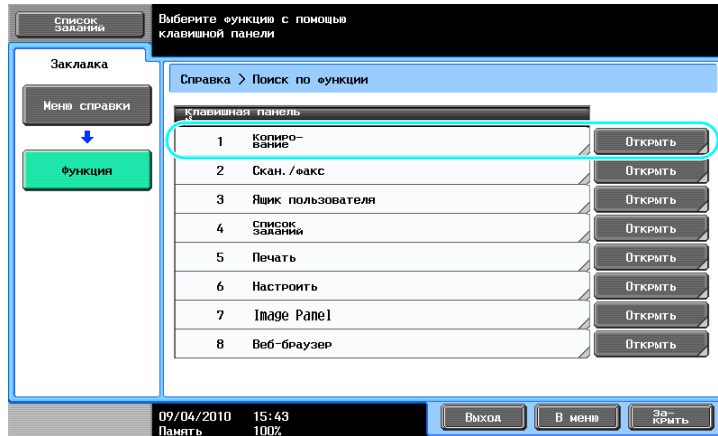 Список
заданий
Выберите функцию с помощью
клавишной панели
Закладка
Меню справки
Функция
Справка > Поиск по функции
Клавишная панель
1 Копиро-
вание
Открыть
2 Скан./факс
Открыть
3 Ящик пользователя
Открыть
4 Список
заданий
Открыть
5 Печать
Открыть
6 Настроить
Открыть
7 Image Panel
Открыть
8 Веб-браузер
Открыть
09/04/2010 15:43
Память 100%
Выход
В меню
За-
крыть